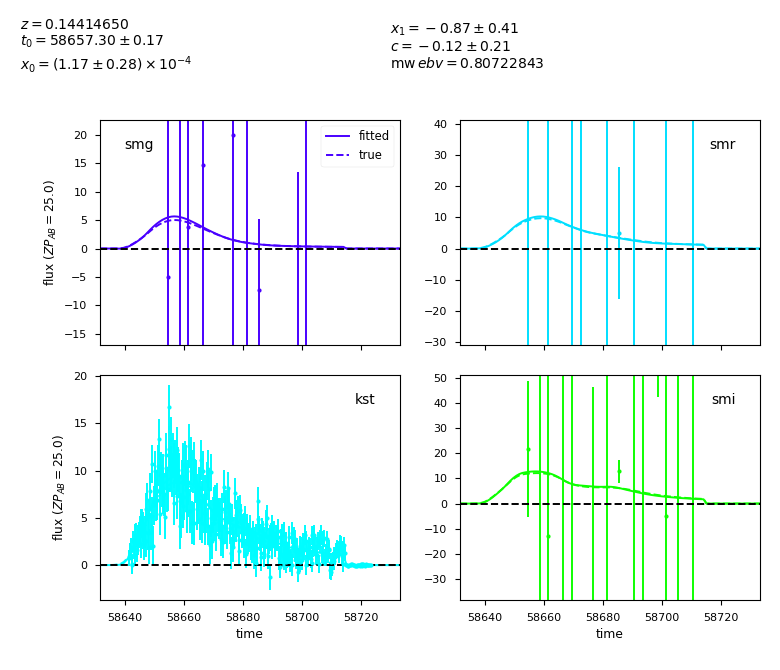 z = 0.14414650
t₀ = 58657.30 ± 0.17
x₀ = (1.17 ± 0.28) × 10⁻⁴
x₁ = −0.87 ± 0.41
c = −0.12 ± 0.21
mw ebv = 0.80722843
smg
fitted
true
20
15
10
5
0
−5
−10
−15
flux (ZP_AB = 25.0)
smr
40
30
20
10
0
−10
−20
−30
kst
20
15
10
5
0
flux (ZP_AB = 25.0)
58640 58660 58680 58700 58720
time
smi
50
40
30
20
10
0
−10
−20
−30
58640 58660 58680 58700 58720
time